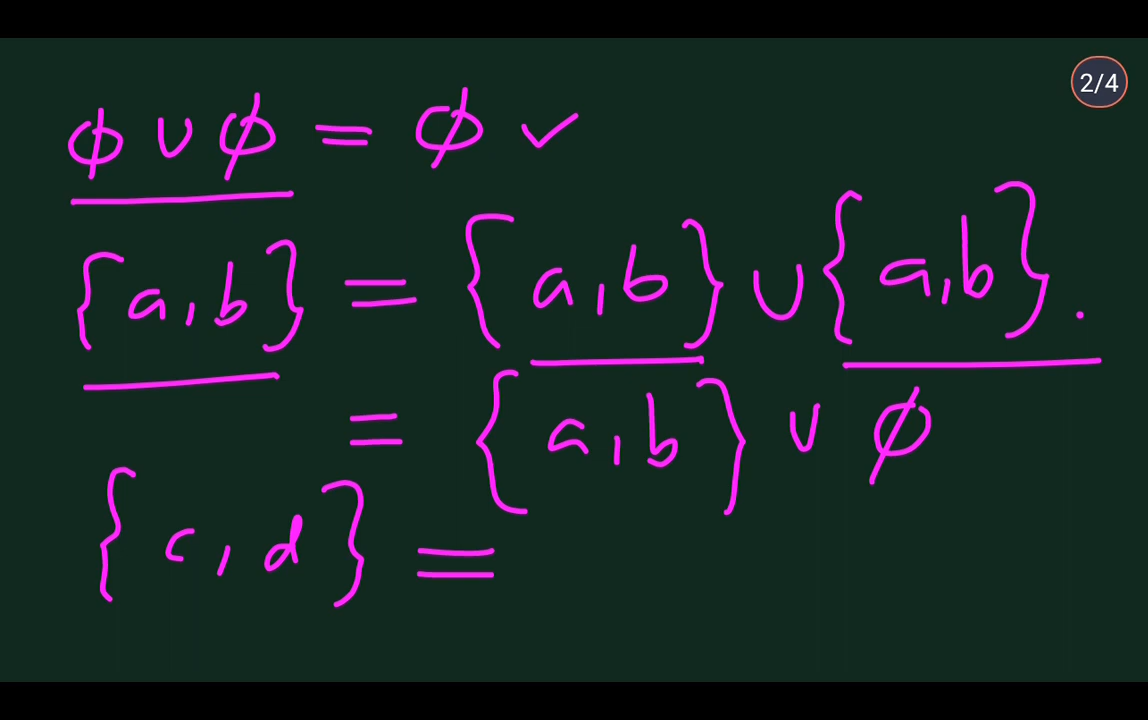 2/4
ϕ ∪ ϕ = ϕ ✓
{a,b} = {a,b} ∪ {a,b}.
= {a,b} ∪ ϕ
{c,d} =